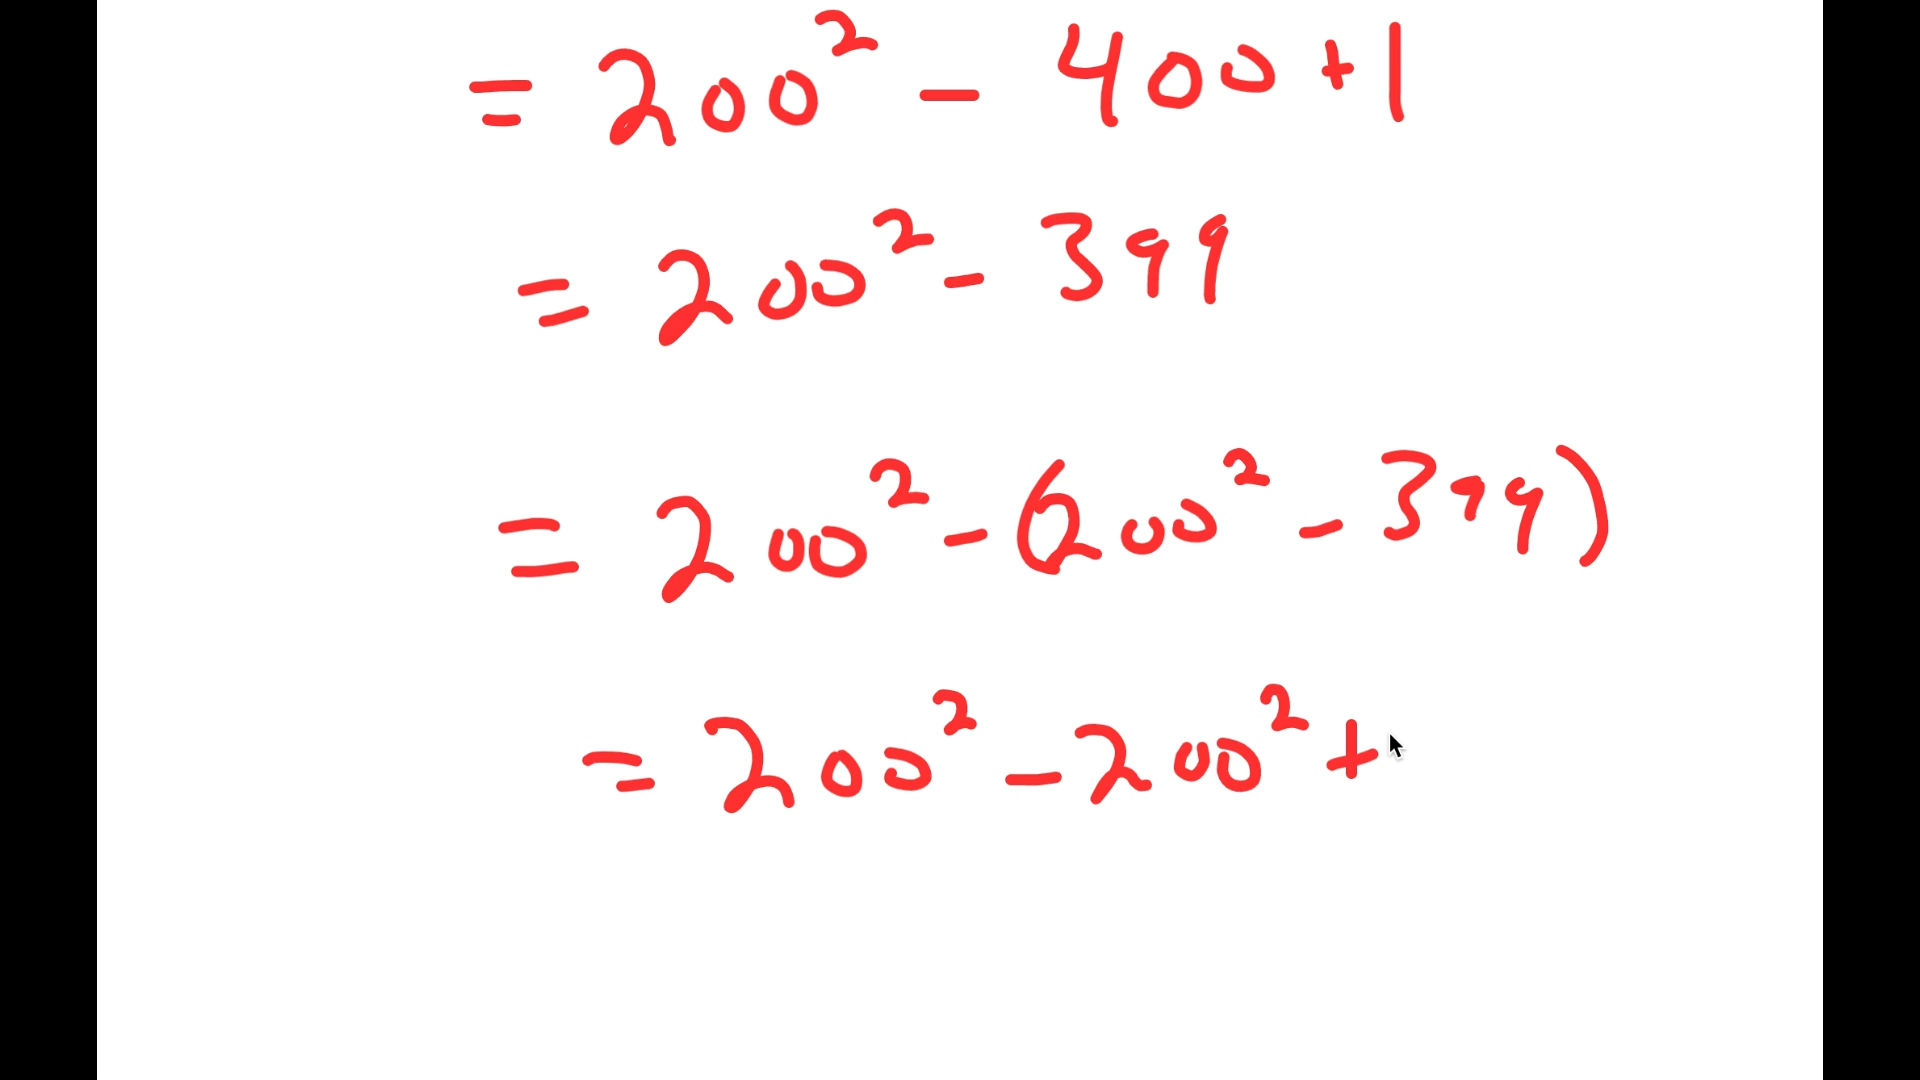 = 200² - 400 + 1
= 200² - 399
= 200² - (200² - 399)
= 200² - 200² +